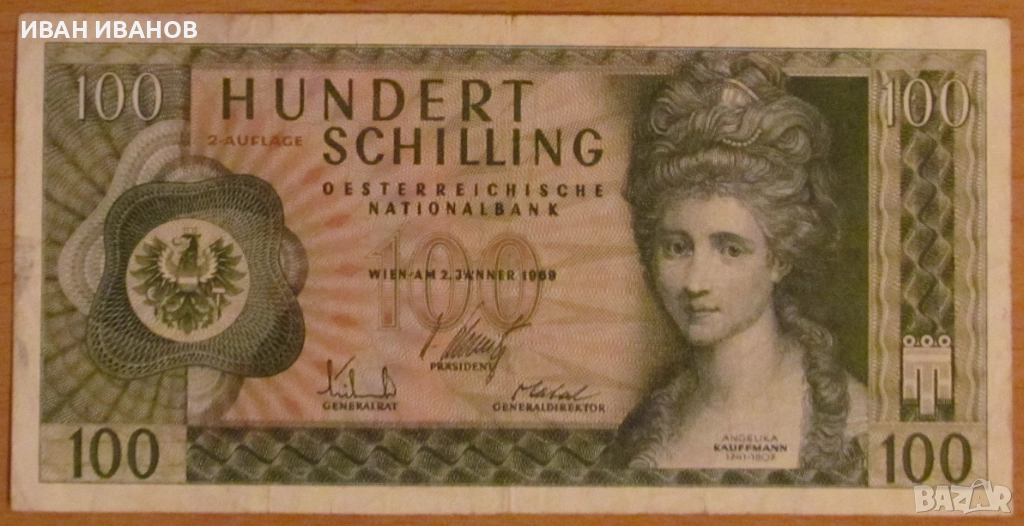 ИВАН ИВАНОВ
100
HUNDERT
100
2-AUFLAGE
SCHILLING
OESTERREICHISCHE
NATIONALBANK
100
WIEN·AM 2. JÄNNER 1969
PRÄSIDENT
GENERALRAT
GENERALDIREKTOR
ANGELIKA
KAUFFMANN
1741-1807
100
100
BAZAR